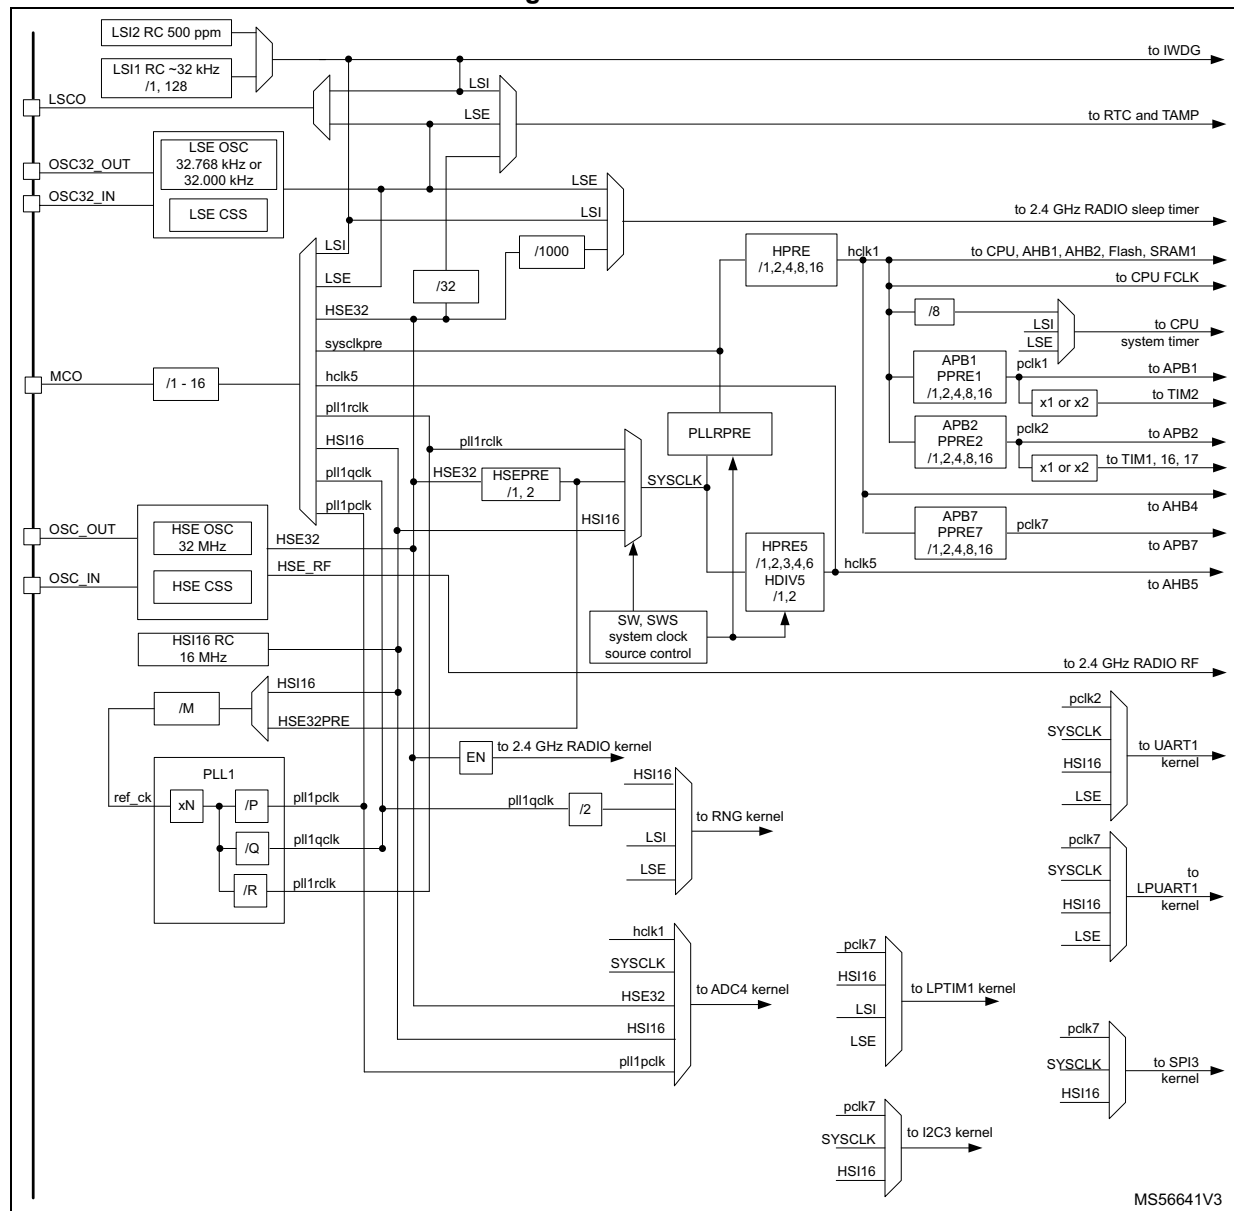 LSI2 RC 500 ppm
LSI1 RC ~32 kHz
/1, 128
to IWDG
LSCO
LSI
LSE
to RTC and TAMP
OSC32_OUT
OSC32_IN
LSE OSC
32.768 kHz or
32.000 kHz
LSE CSS
LSE
LSI
to 2.4 GHz RADIO sleep timer
/1000
/32
LSI
LSE
HSE32
sysclkpre
hclk5
pll1rclk
HSI16
pll1qclk
pll1pclk
MCO
/1 - 16
HPRE
/1,2,4,8,16
hclk1
to CPU, AHB1, AHB2, Flash, SRAM1
to CPU FCLK
/8
LSI
LSE
to CPU
system timer
APB1
PPRE1
/1,2,4,8,16
pclk1
to APB1
x1 or x2
to TIM2
APB2
PPRE2
/1,2,4,8,16
pclk2
to APB2
x1 or x2
to TIM1, 16, 17
to AHB4
APB7
PPRE7
/1,2,4,8,16
pclk7
to APB7
PLLRPRE
pll1rclk
HSE32
HSEPRE
/1, 2
HSI16
SYSCLK
HPRE5
/1,2,3,4,6
HDIV5
/1,2
hclk5
to AHB5
SW, SWS
system clock
source control
OSC_OUT
OSC_IN
HSE OSC
32 MHz
HSE CSS
HSE32
HSE_RF
HSI16 RC
16 MHz
to 2.4 GHz RADIO RF
/M
HSI16
HSE32PRE
EN
to 2.4 GHz RADIO kernel
PLL1
ref_ck
xN
/P
pll1pclk
/Q
pll1qclk
/R
pll1rclk
HSI16
pll1qclk
/2
LSI
LSE
to RNG kernel
pclk2
SYSCLK
HSI16
LSE
to UART1
kernel
pclk7
SYSCLK
HSI16
LSE
to
LPUART1
kernel
hclk1
SYSCLK
HSE32
HSI16
pll1pclk
to ADC4 kernel
pclk7
HSI16
LSI
LSE
to LPTIM1 kernel
pclk7
SYSCLK
HSI16
to SPI3
kernel
pclk7
SYSCLK
HSI16
to I2C3 kernel
MS56641V3